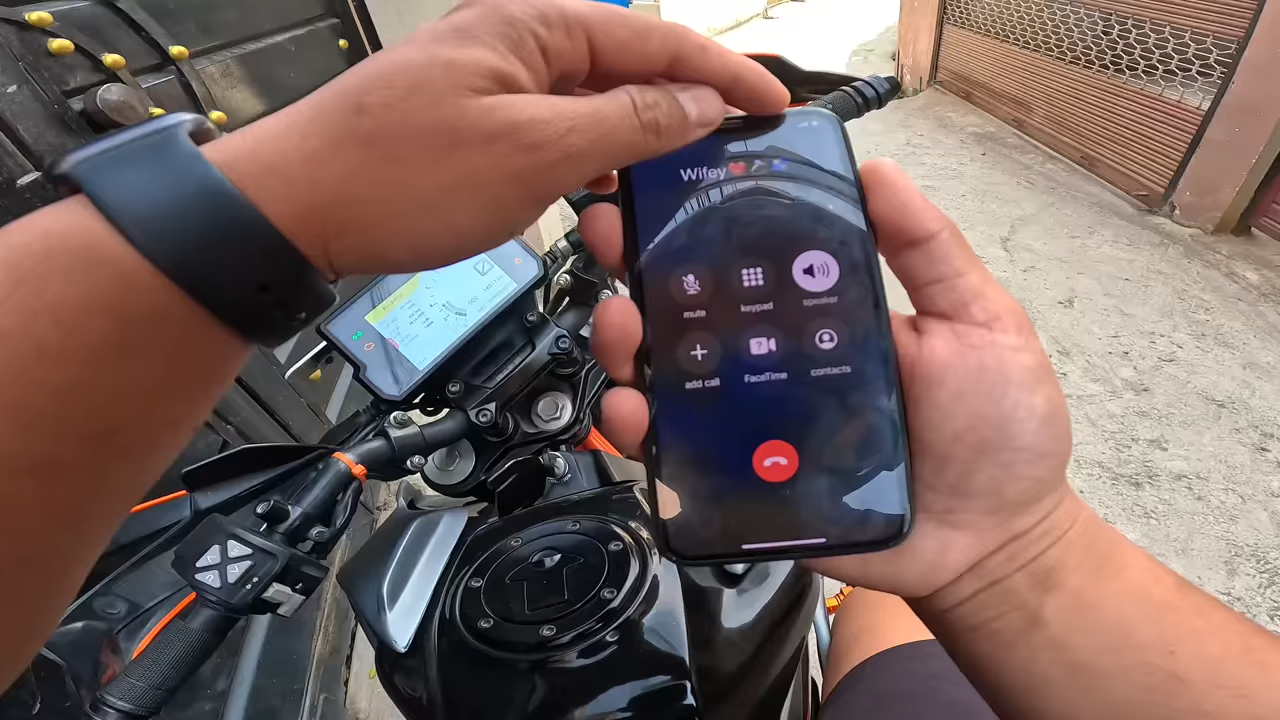 Wifey❤️
mute
keypad
speaker
add call
FaceTime
contacts